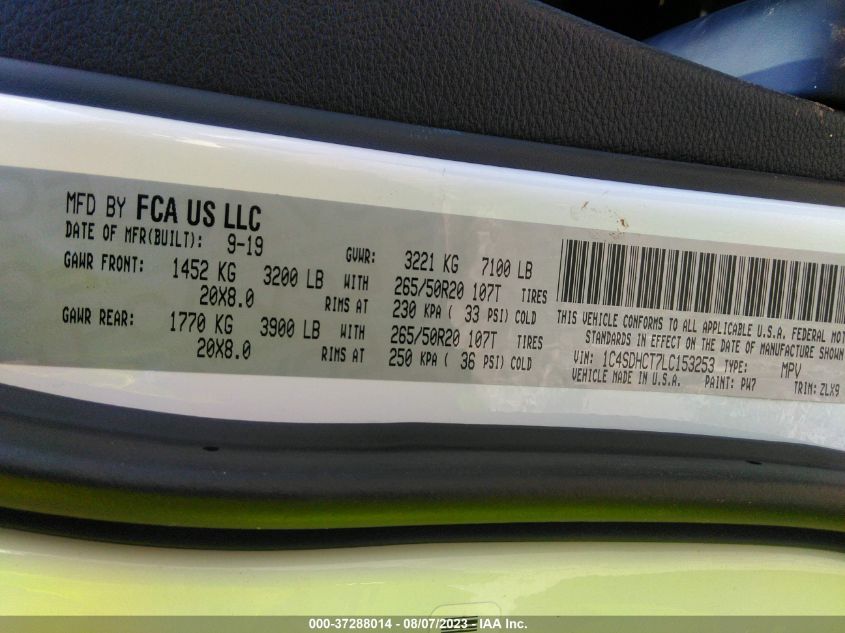 MFD BY FCA US LLC
DATE OF MFR(BUILT): 9-19
GVWR: 3221 KG 7100 LB
GAWR FRONT: 1452 KG 3200 LB WITH 265/50R20 107T TIRES
20X8.0 RIMS AT 230 KPA ( 33 PSI) COLD
GAWR REAR: 1770 KG 3900 LB WITH 265/50R20 107T TIRES
20X8.0 RIMS AT 250 KPA ( 36 PSI) COLD
THIS VEHICLE CONFORMS TO ALL APPLICABLE U.S.A. FEDERAL MOT
STANDARDS IN EFFECT ON THE DATE OF MANUFACTURE SHOWN
VIN: 1C4SDHCT7LC153253 TYPE: MPV
VEHICLE MADE IN U.S.A. PAINT: PW7 TRIM: ZLX9
000-37288014 - 08/07/2023 - IAA Inc.